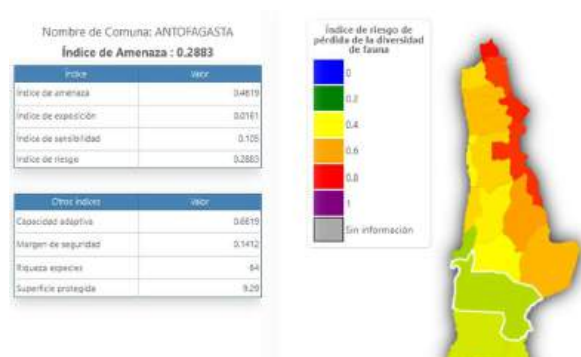 Nombre de Comuna: ANTOFAGASTA
Índice de Amenaza : 0.2883
Índice Valor
Índice de amenaza 0.4619
Índice de exposición 0.0161
Índice de sensibilidad 0.105
Índice de riesgo 0.2883
Otros índices Valor
Capacidad adaptiva 0.6619
Margen de seguridad 0.1412
Riqueza especies 64
Superficie protegida 9.29
Índice de riesgo de
pérdida de la diversidad
de fauna
0
0.2
0.4
0.6
0.8
1
Sin información